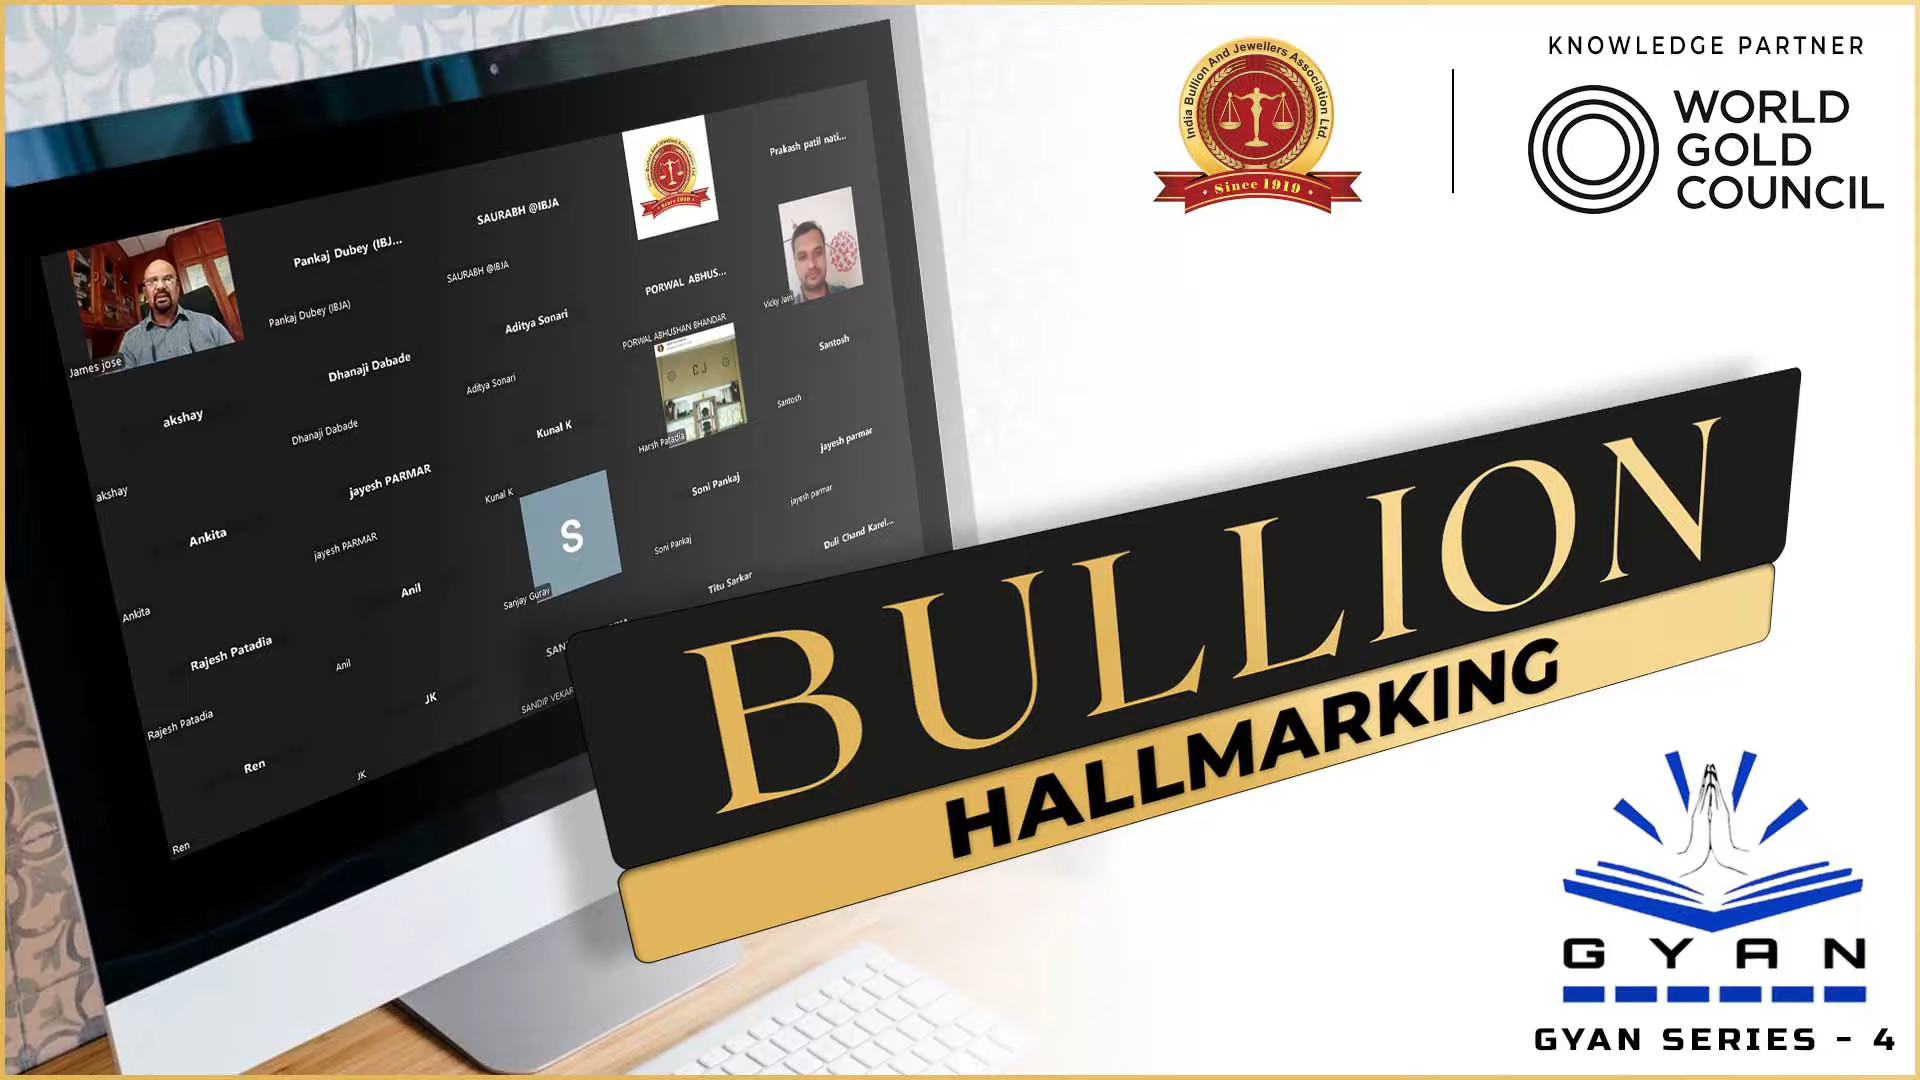 KNOWLEDGE PARTNER
India Bullion And Jewellers Association Ltd.
Since 1919
WORLD
GOLD
COUNCIL
James jose
Pankaj Dubey (IBJ...
Pankaj Dubey (IBJA)
SAURABH @IBJA
SAURABH @IBJA
Since 1919
Prakash patil nati...
akshay
akshay
Dhanaji Dabade
Dhanaji Dabade
Aditya Sonari
Aditya Sonari
PORWAL ABHUS...
PORWAL ABHUSHAN BHANDAR
Vicky Jain
Ankita
Ankita
jayesh PARMAR
jayesh PARMAR
Kunal K
Kunal K
CJ
Harsh Patadia
Santosh
Santosh
Rajesh Patadia
Rajesh Patadia
Anil
Anil
S
Sanjay Gurav
Soni Pankaj
Soni Pankaj
jayesh parmar
jayesh parmar
Ren
Ren
JK
JK
SAN
SANDIP VEKAR
Titu Sarkar
Duli Chand Karel...
BULLION
HALLMARKING
GYAN
GYAN SERIES - 4